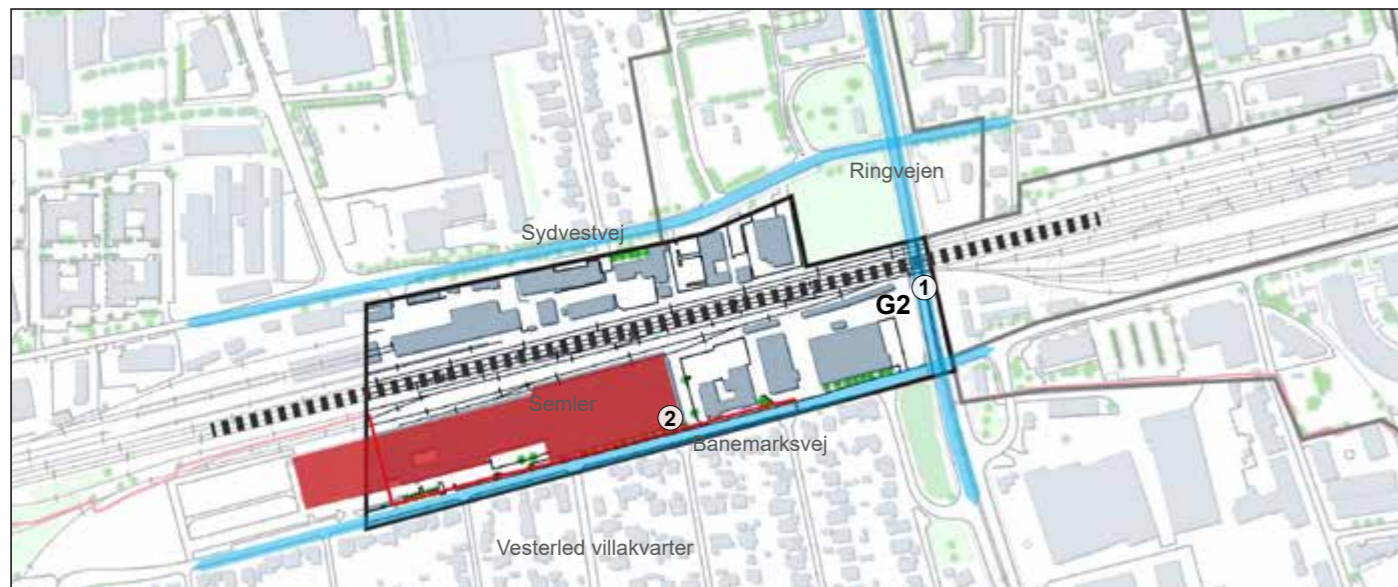 Ringvejen
Sydvestvej
1
G2
Semler
2
Banemarksvej
Vesterled villakvarter